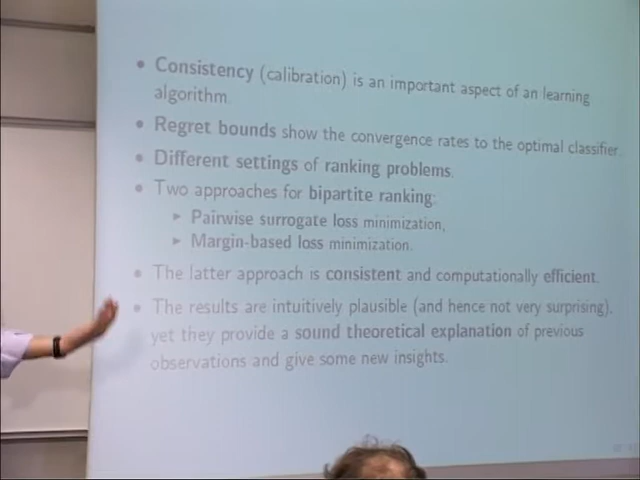 • Consistency (calibration) is an important aspect of an learning
algorithm.
• Regret bounds show the convergence rates to the optimal classifier.
• Different settings of ranking problems.
• Two approaches for bipartite ranking:
▸ Pairwise surrogate loss minimization,
▸ Margin-based loss minimization.
• The latter approach is consistent and computationally efficient.
• The results are intuitively plausible (and hence not very surprising),
yet they provide a sound theoretical explanation of previous
observations and give some new insights.